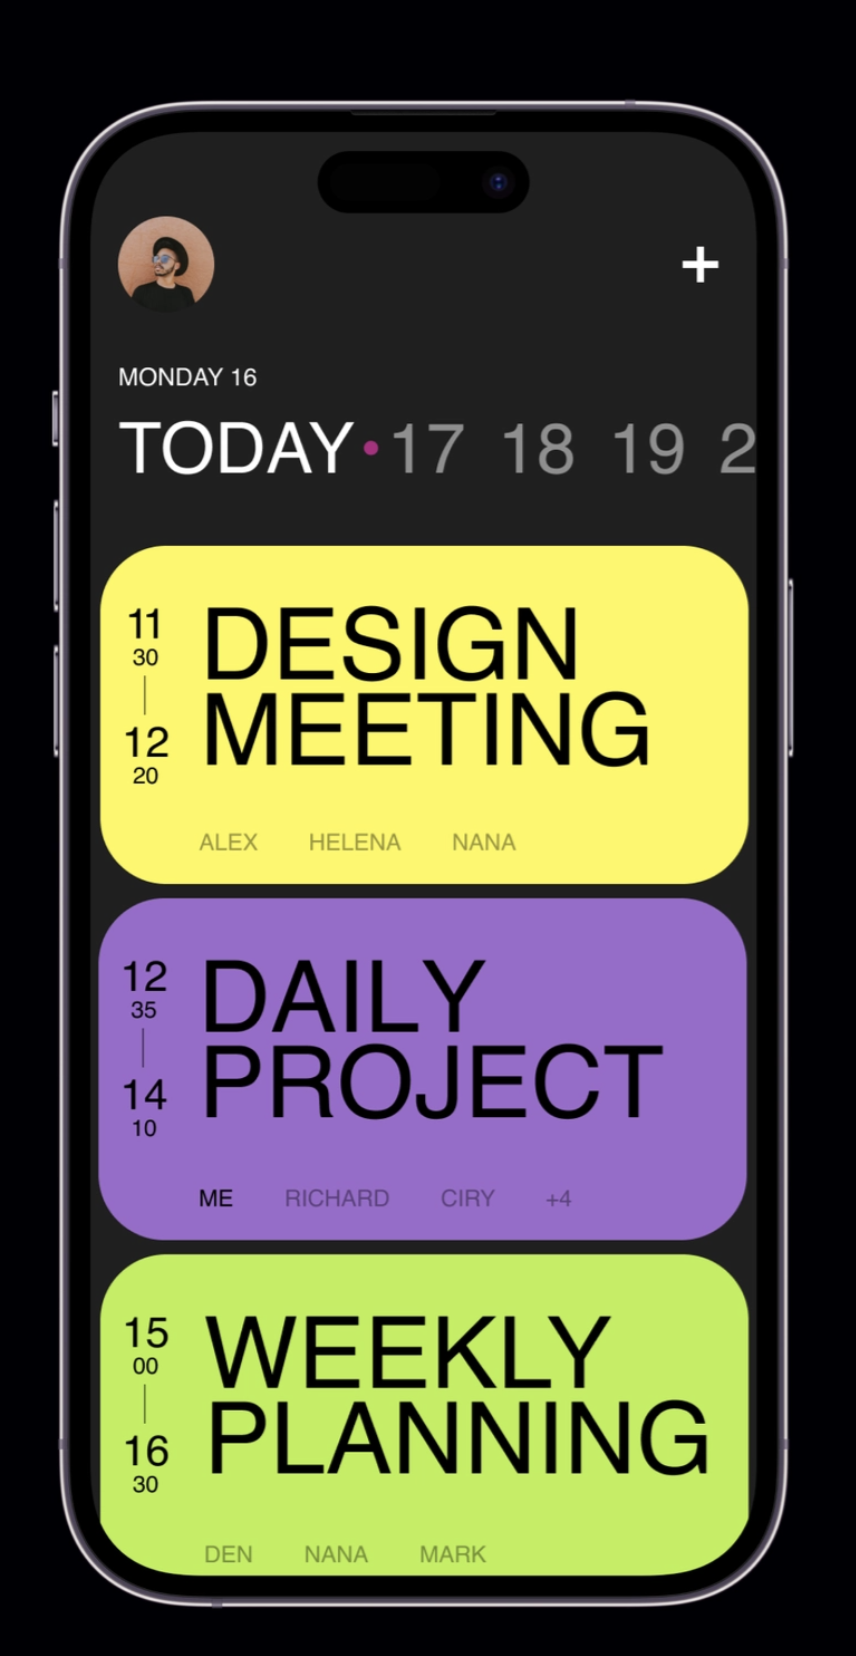 MONDAY 16
TODAY 17 18 19 2
11
30
12
20
DESIGN
MEETING
ALEX HELENA NANA
12
35
14
10
DAILY
PROJECT
ME RICHARD CIRY +4
15
00
16
30
WEEKLY
PLANNING
DEN NANA MARK